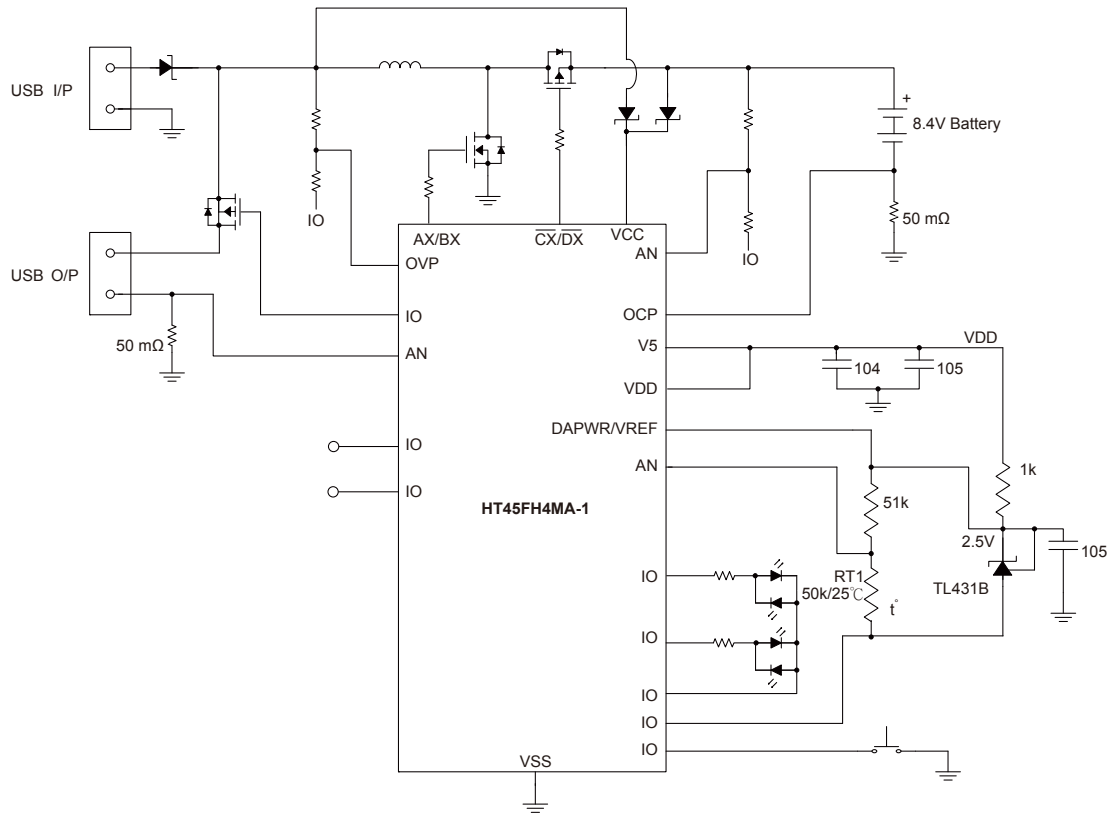 USB I/P
+
8.4V Battery
50 mΩ
IO
IO
AX/BX
CX/DX
VCC
OVP
AN
USB O/P
IO
OCP
50 mΩ
AN
V5
VDD
104
105
VDD
DAPWR/VREF
IO
AN
1k
51k
IO
HT45FH4MA-1
2.5V
105
IO
RT1
50k/25℃
t°
TL431B
IO
IO
IO
IO
VSS